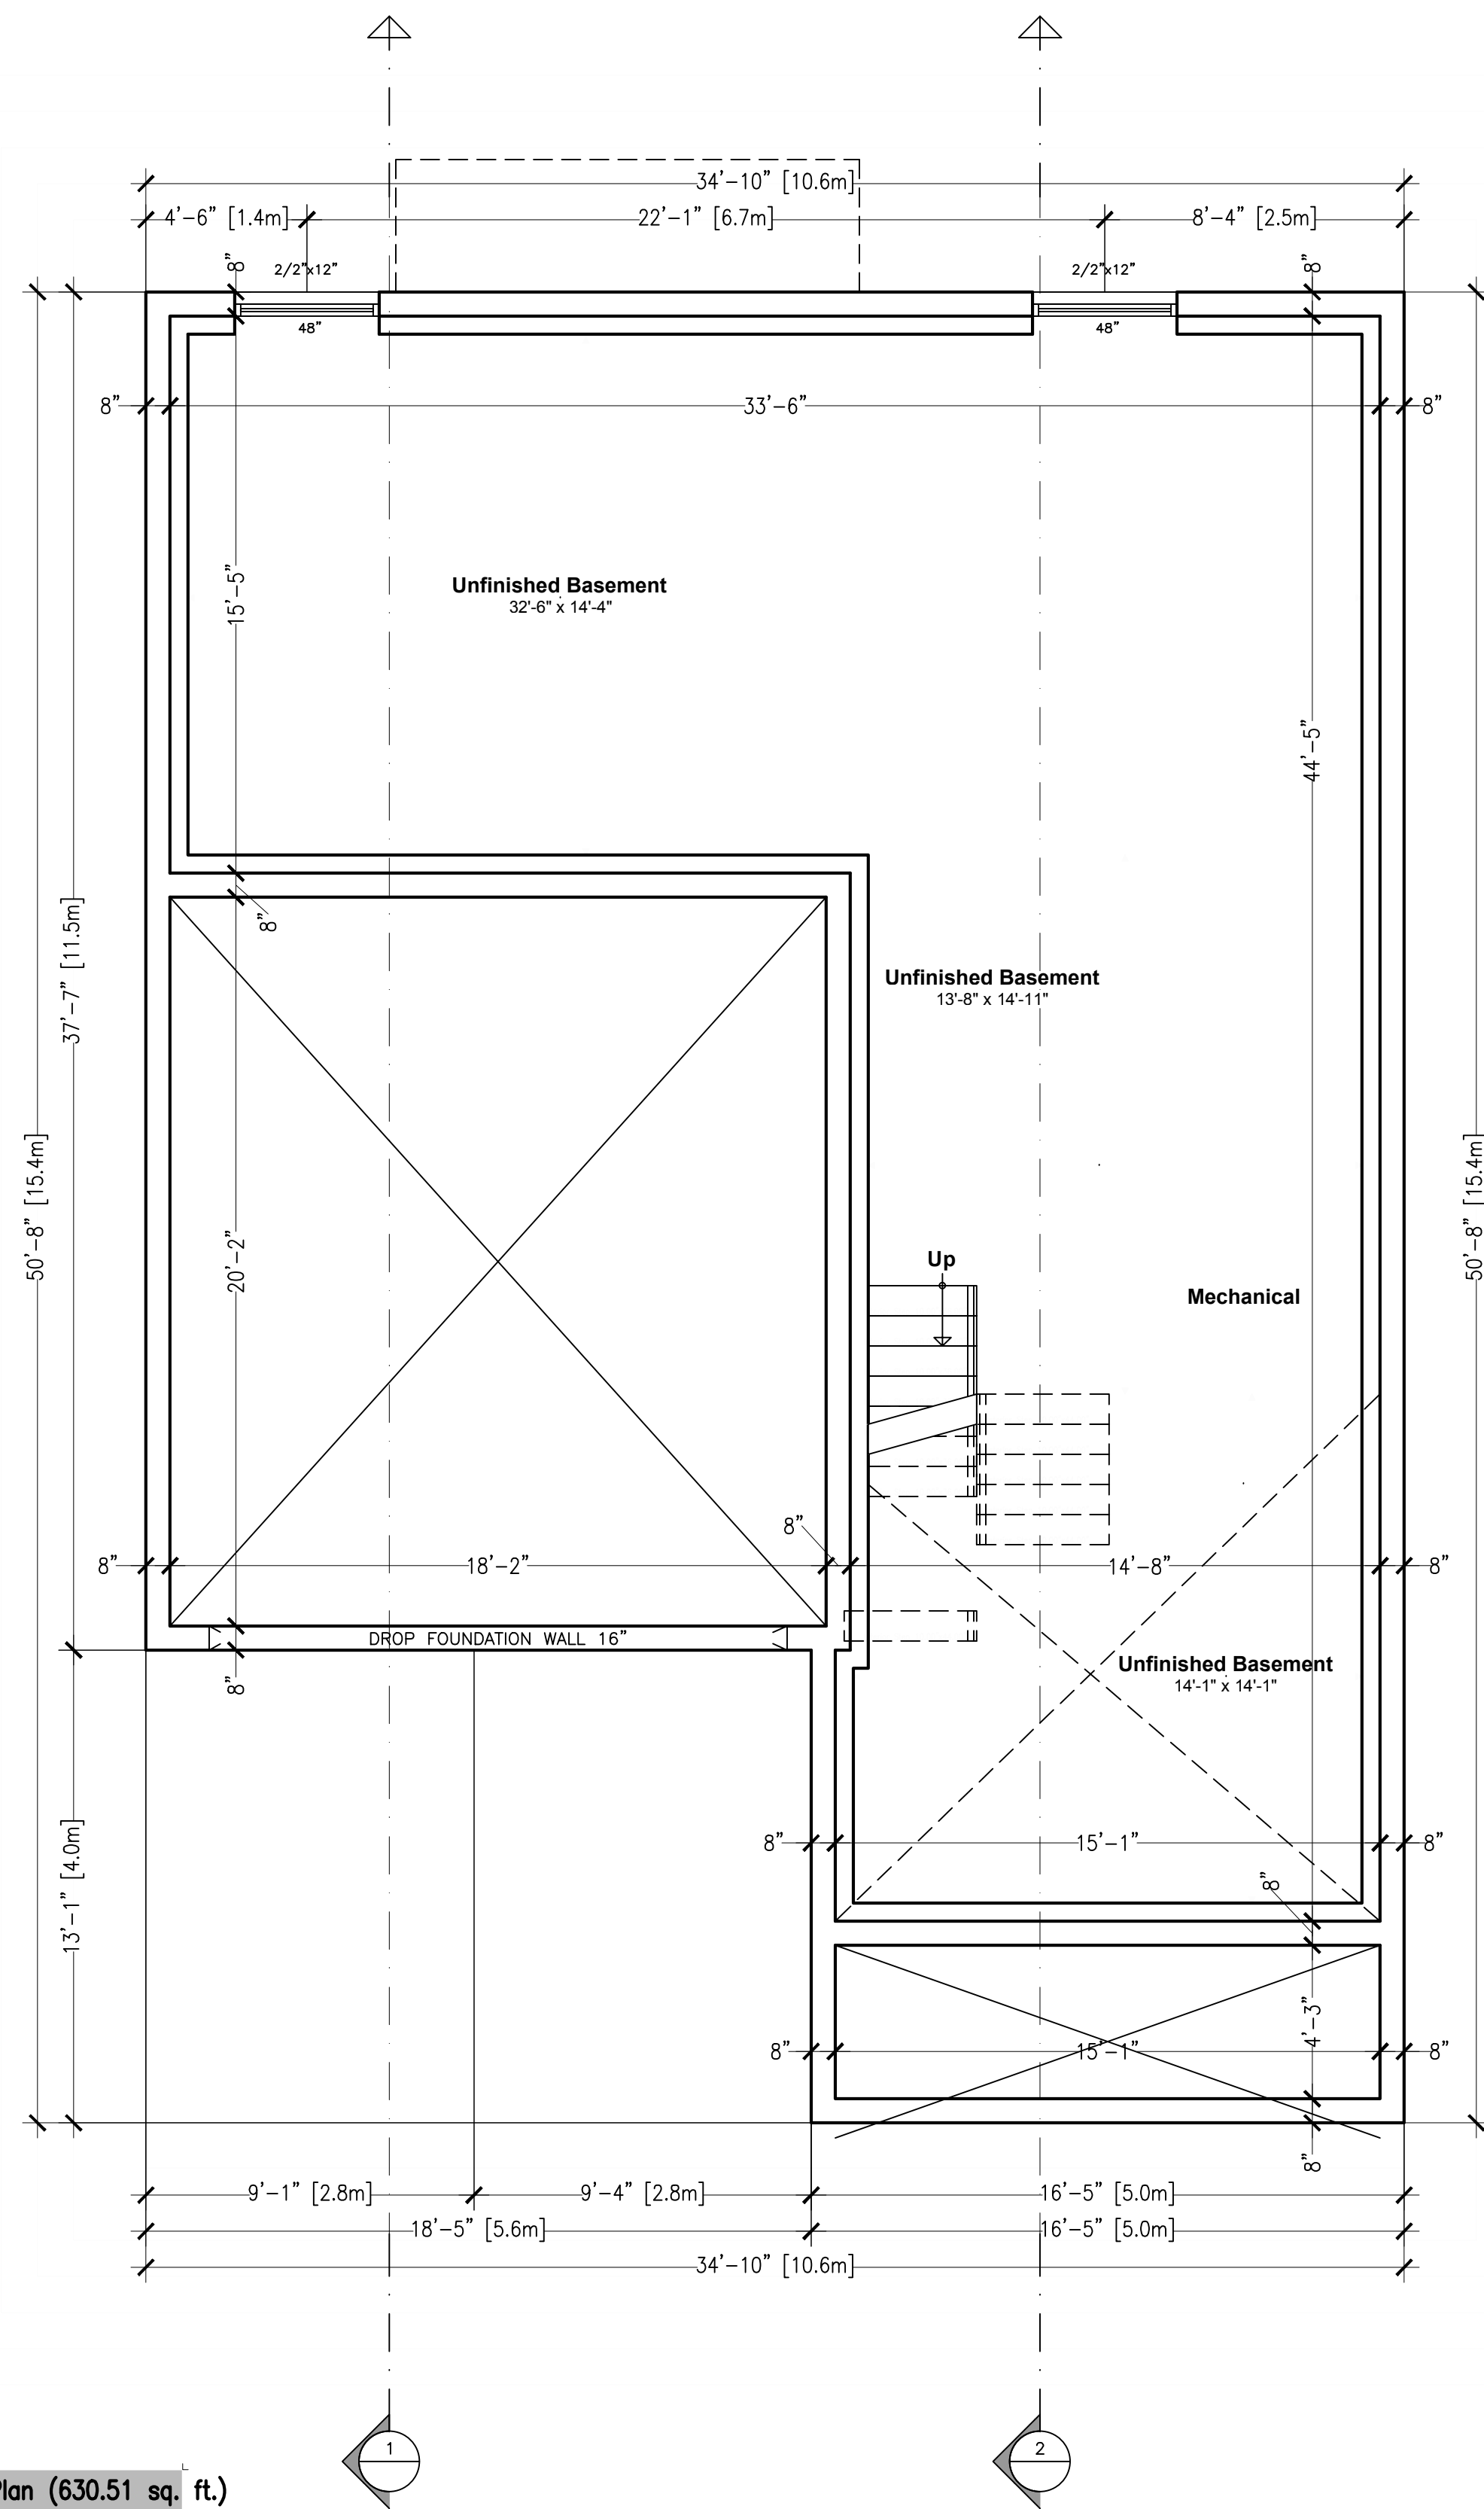 34'-10" [10.6m]
4'-6" [1.4m]
22'-1" [6.7m]
8'-4" [2.5m]
8"
2/2"x12"
2/2"x12"
8"
48"
48"
8"
33'-6"
8"
15'-5"
Unfinished Basement
32'-6" x 14'-4"
44'-5"
8"
37'-7" [11.5m]
Unfinished Basement
13'-8" x 14'-11"
50'-8" [15.4m]
50'-8" [15.4m]
20'-2"
Up
Mechanical
8"
8"
18'-2"
14'-8"
8"
DROP FOUNDATION WALL 16"
8"
Unfinished Basement
14'-1" x 14'-1"
13'-1" [4.0m]
8"
15'-1"
8"
8"
4'-3"
8"
15'-1"
8"
8"
9'-1" [2.8m]
9'-4" [2.8m]
16'-5" [5.0m]
18'-5" [5.6m]
16'-5" [5.0m]
34'-10" [10.6m]
1
2
Plan (630.51 sq. ft.)